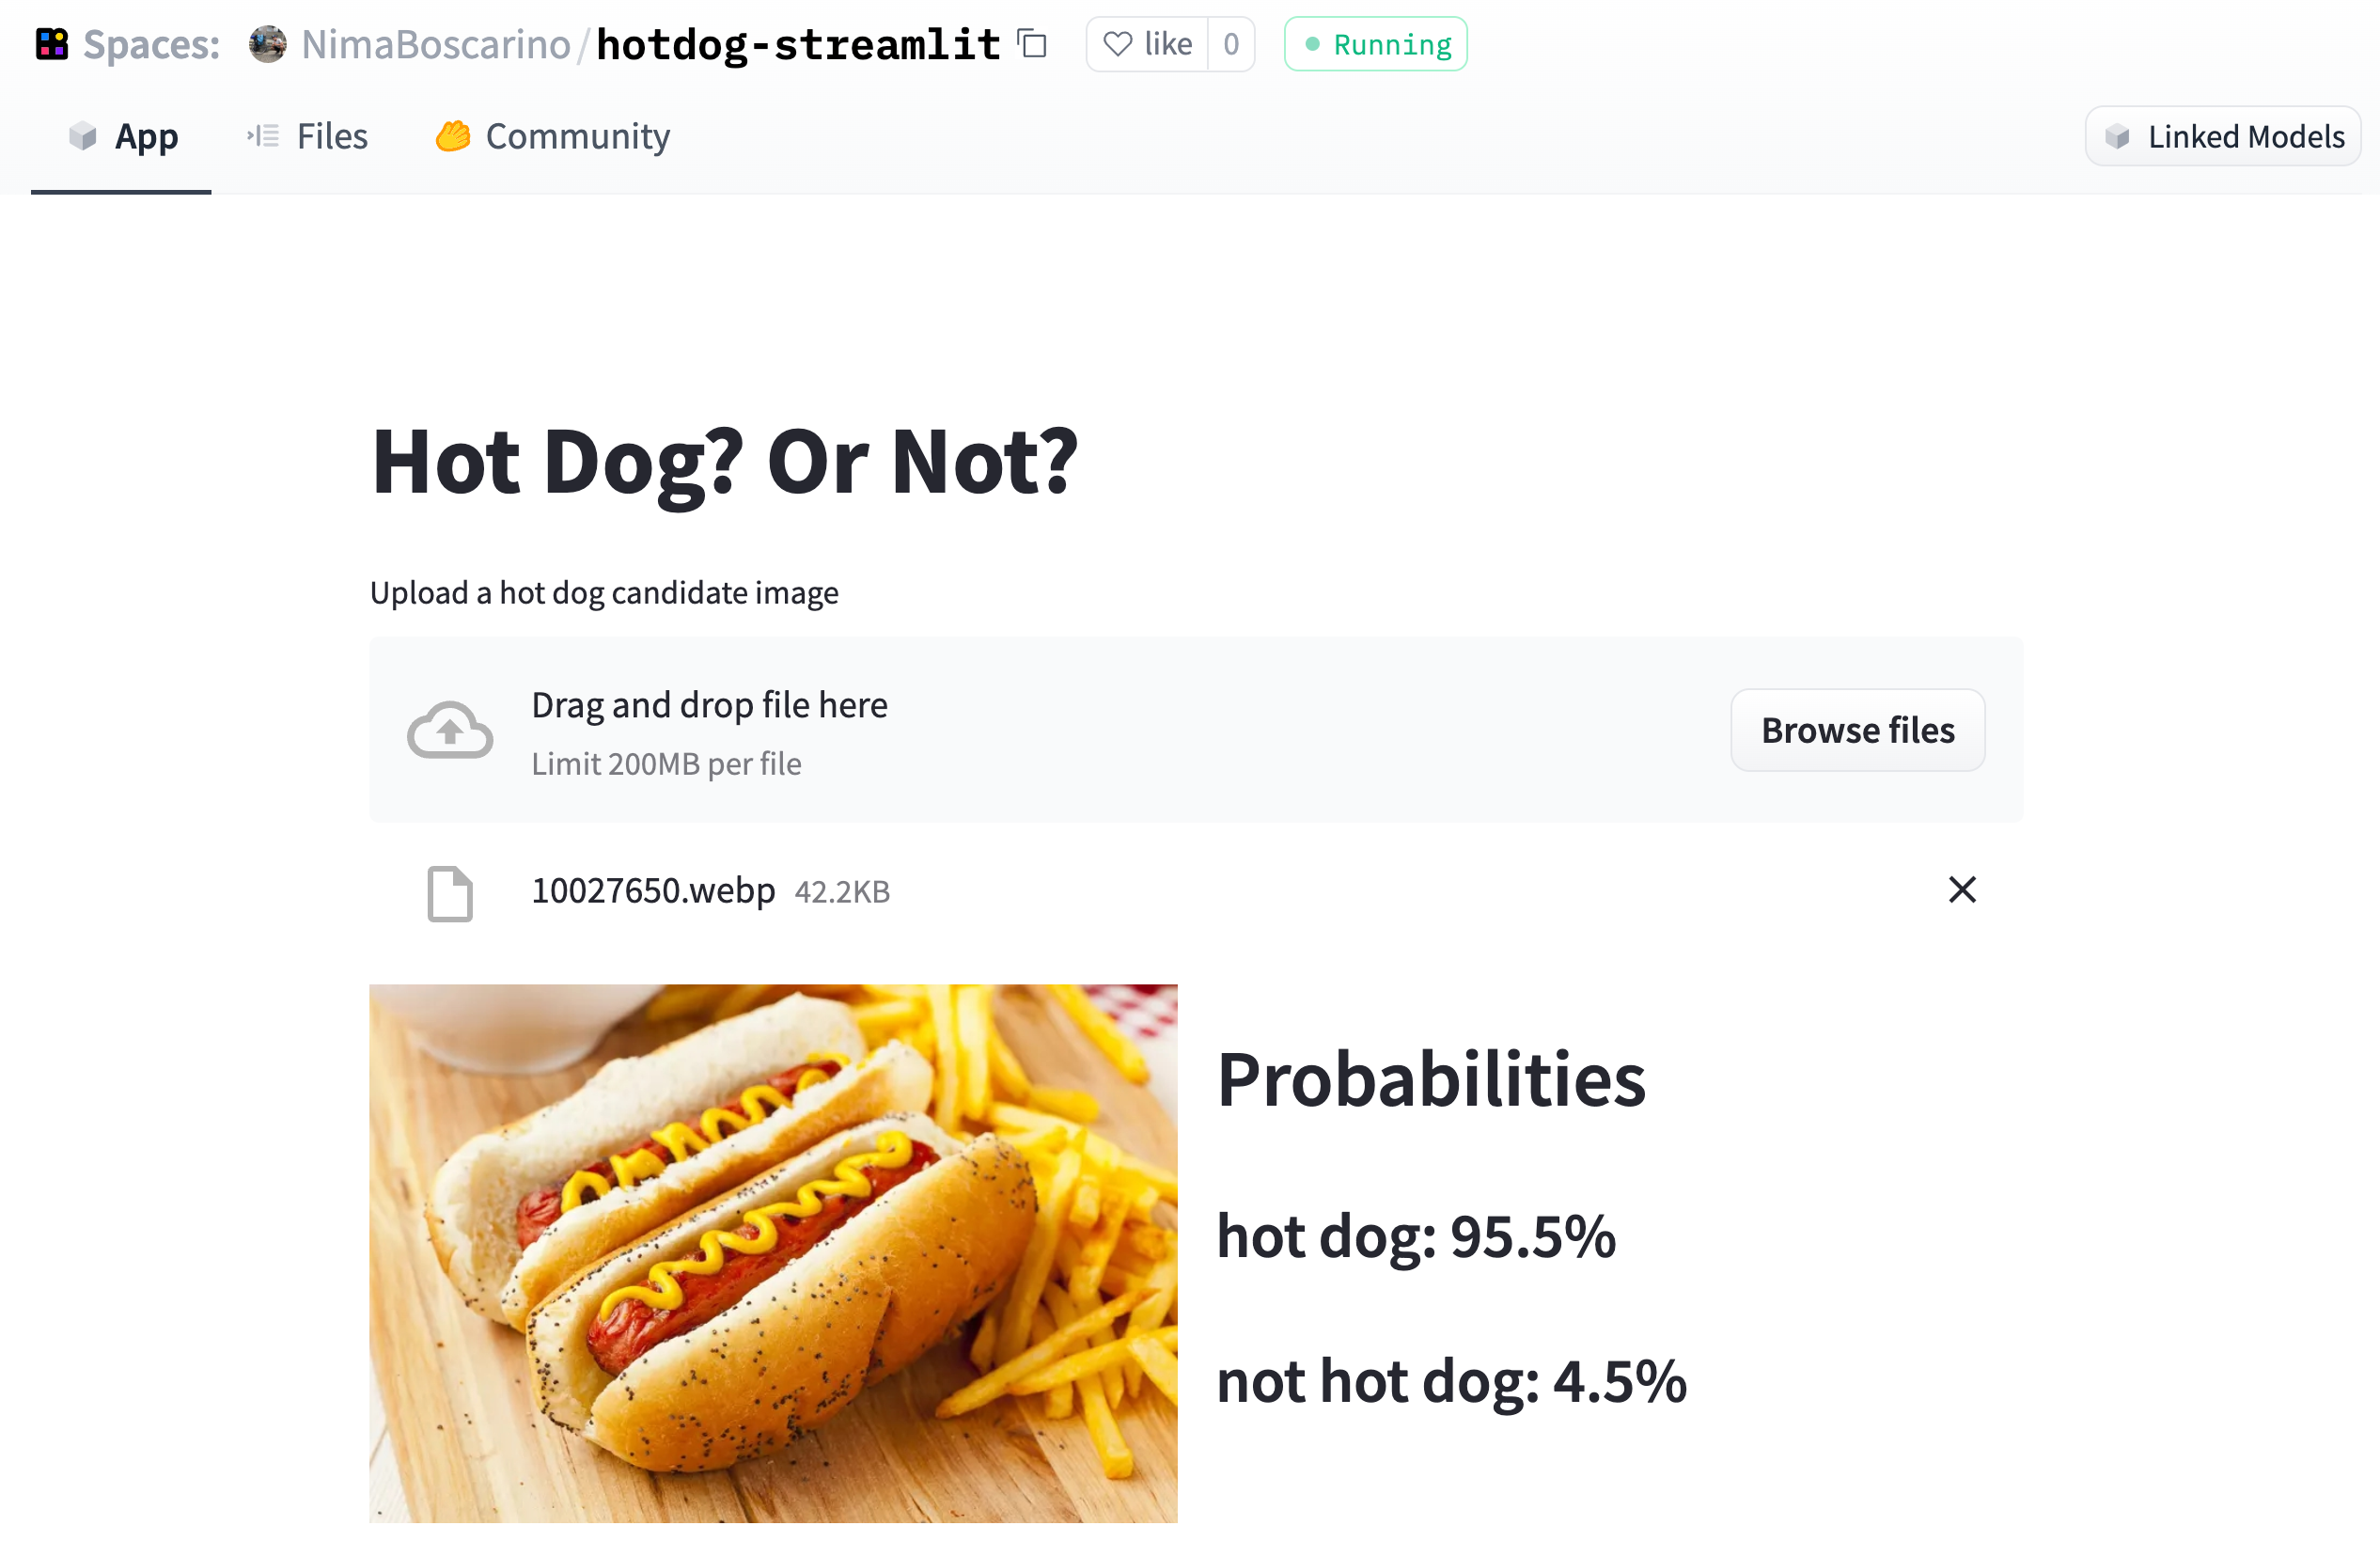 Spaces: NimaBoscarino/hotdog-streamlit like 0 Running
App Files Community Linked Models
Hot Dog? Or Not?
Upload a hot dog candidate image
Drag and drop file here
Limit 200MB per file
Browse files
10027650.webp 42.2KB
Probabilities
hot dog: 95.5%
not hot dog: 4.5%